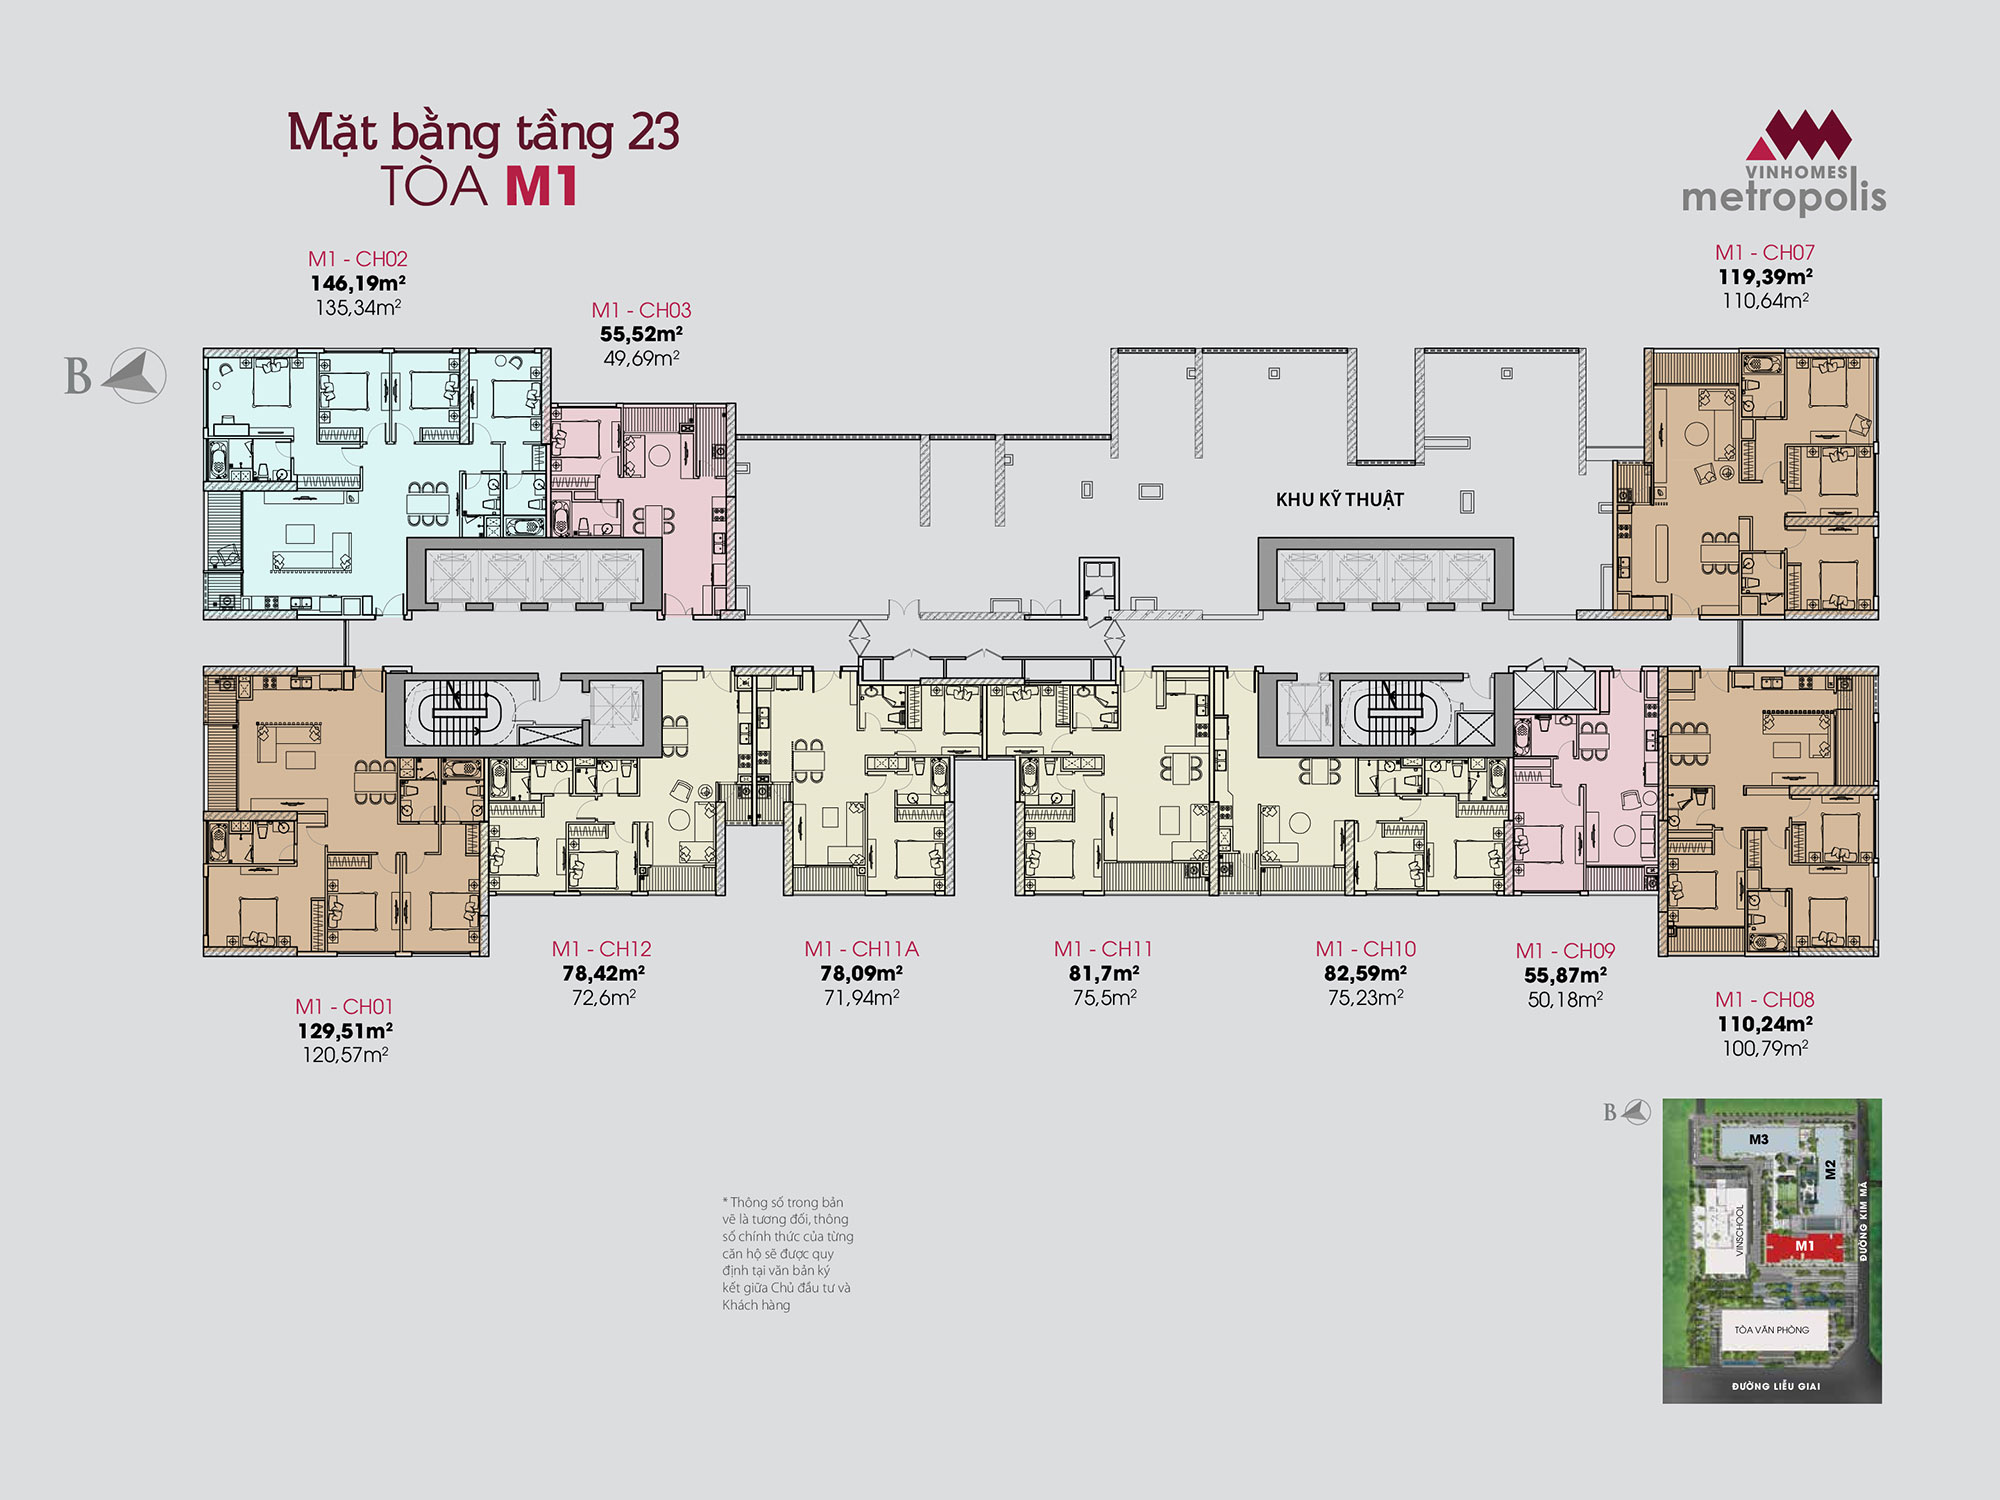 Mặt bằng tầng 23
TÒA M1
VINHOMES
metropolis
M1 - CH02
146,19m²
135,34m²
M1 - CH03
55,52m²
49,69m²
M1 - CH07
119,39m²
110,64m²
B
KHU KỸ THUẬT
M1 - CH12
78,42m²
72,6m²
M1 - CH11A
78,09m²
71,94m²
M1 - CH11
81,7m²
75,5m²
M1 - CH10
82,59m²
75,23m²
M1 - CH09
55,87m²
50,18m²
M1 - CH01
129,51m²
120,57m²
M1 - CH08
110,24m²
100,79m²
B
M3
M2
VINSCHOOL
M1
ĐƯỜNG KIM MÃ
TÒA VĂN PHÒNG
ĐƯỜNG LIỄU GIAI
* Thông số trong bản
vẽ là tương đối, thông
số chính thức của từng
căn hộ sẽ được quy
định tại văn bản ký
kết giữa Chủ đầu tư và
Khách hàng